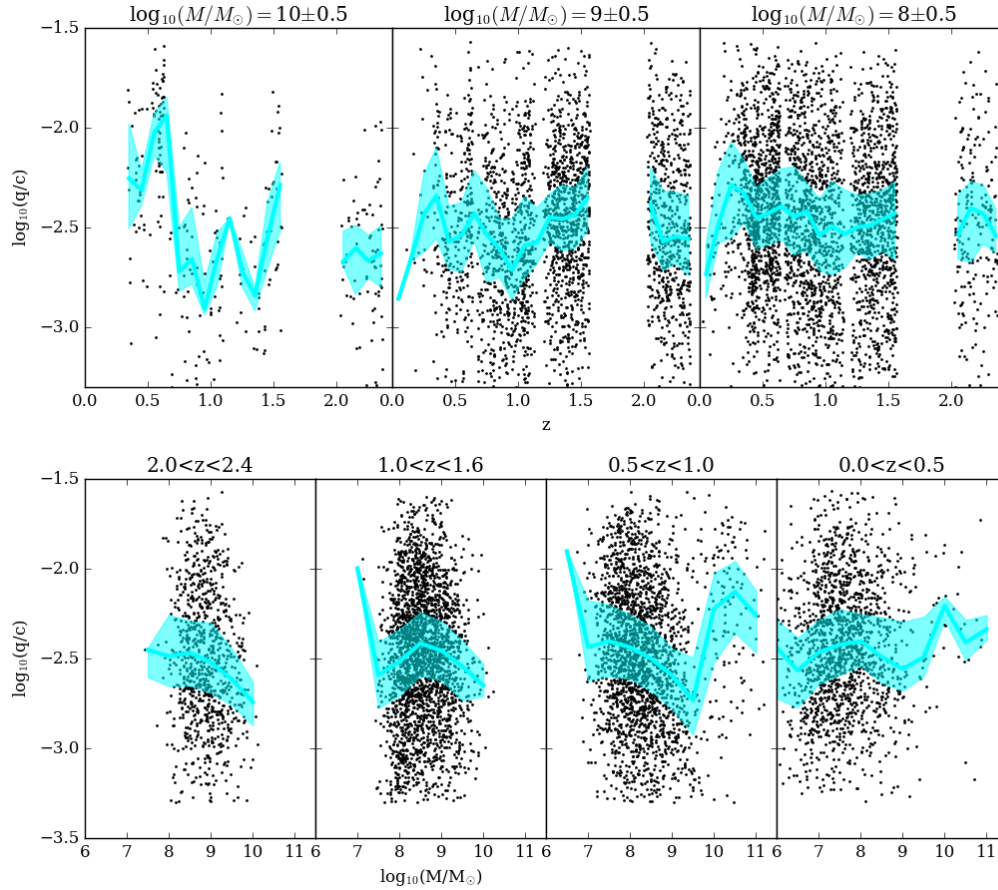 log₁₀(M/M⊙)=10±0.5 log₁₀(M/M⊙)=9±0.5 log₁₀(M/M⊙)=8±0.5
−1.5
−2.0
−2.5
−3.0
log₁₀(q/c)
0.0 0.5 1.0 1.5 2.0 0.0 0.5 1.0 1.5 2.0 0.0 0.5 1.0 1.5 2.0
z
2.0<z<2.4 1.0<z<1.6 0.5<z<1.0 0.0<z<0.5
−1.5
−2.0
−2.5
−3.0
−3.5
log₁₀(q/c)
6 7 8 9 10 11 6 7 8 9 10 11 6 7 8 9 10 11 6 7 8 9 10 11
log₁₀(M/M⊙)